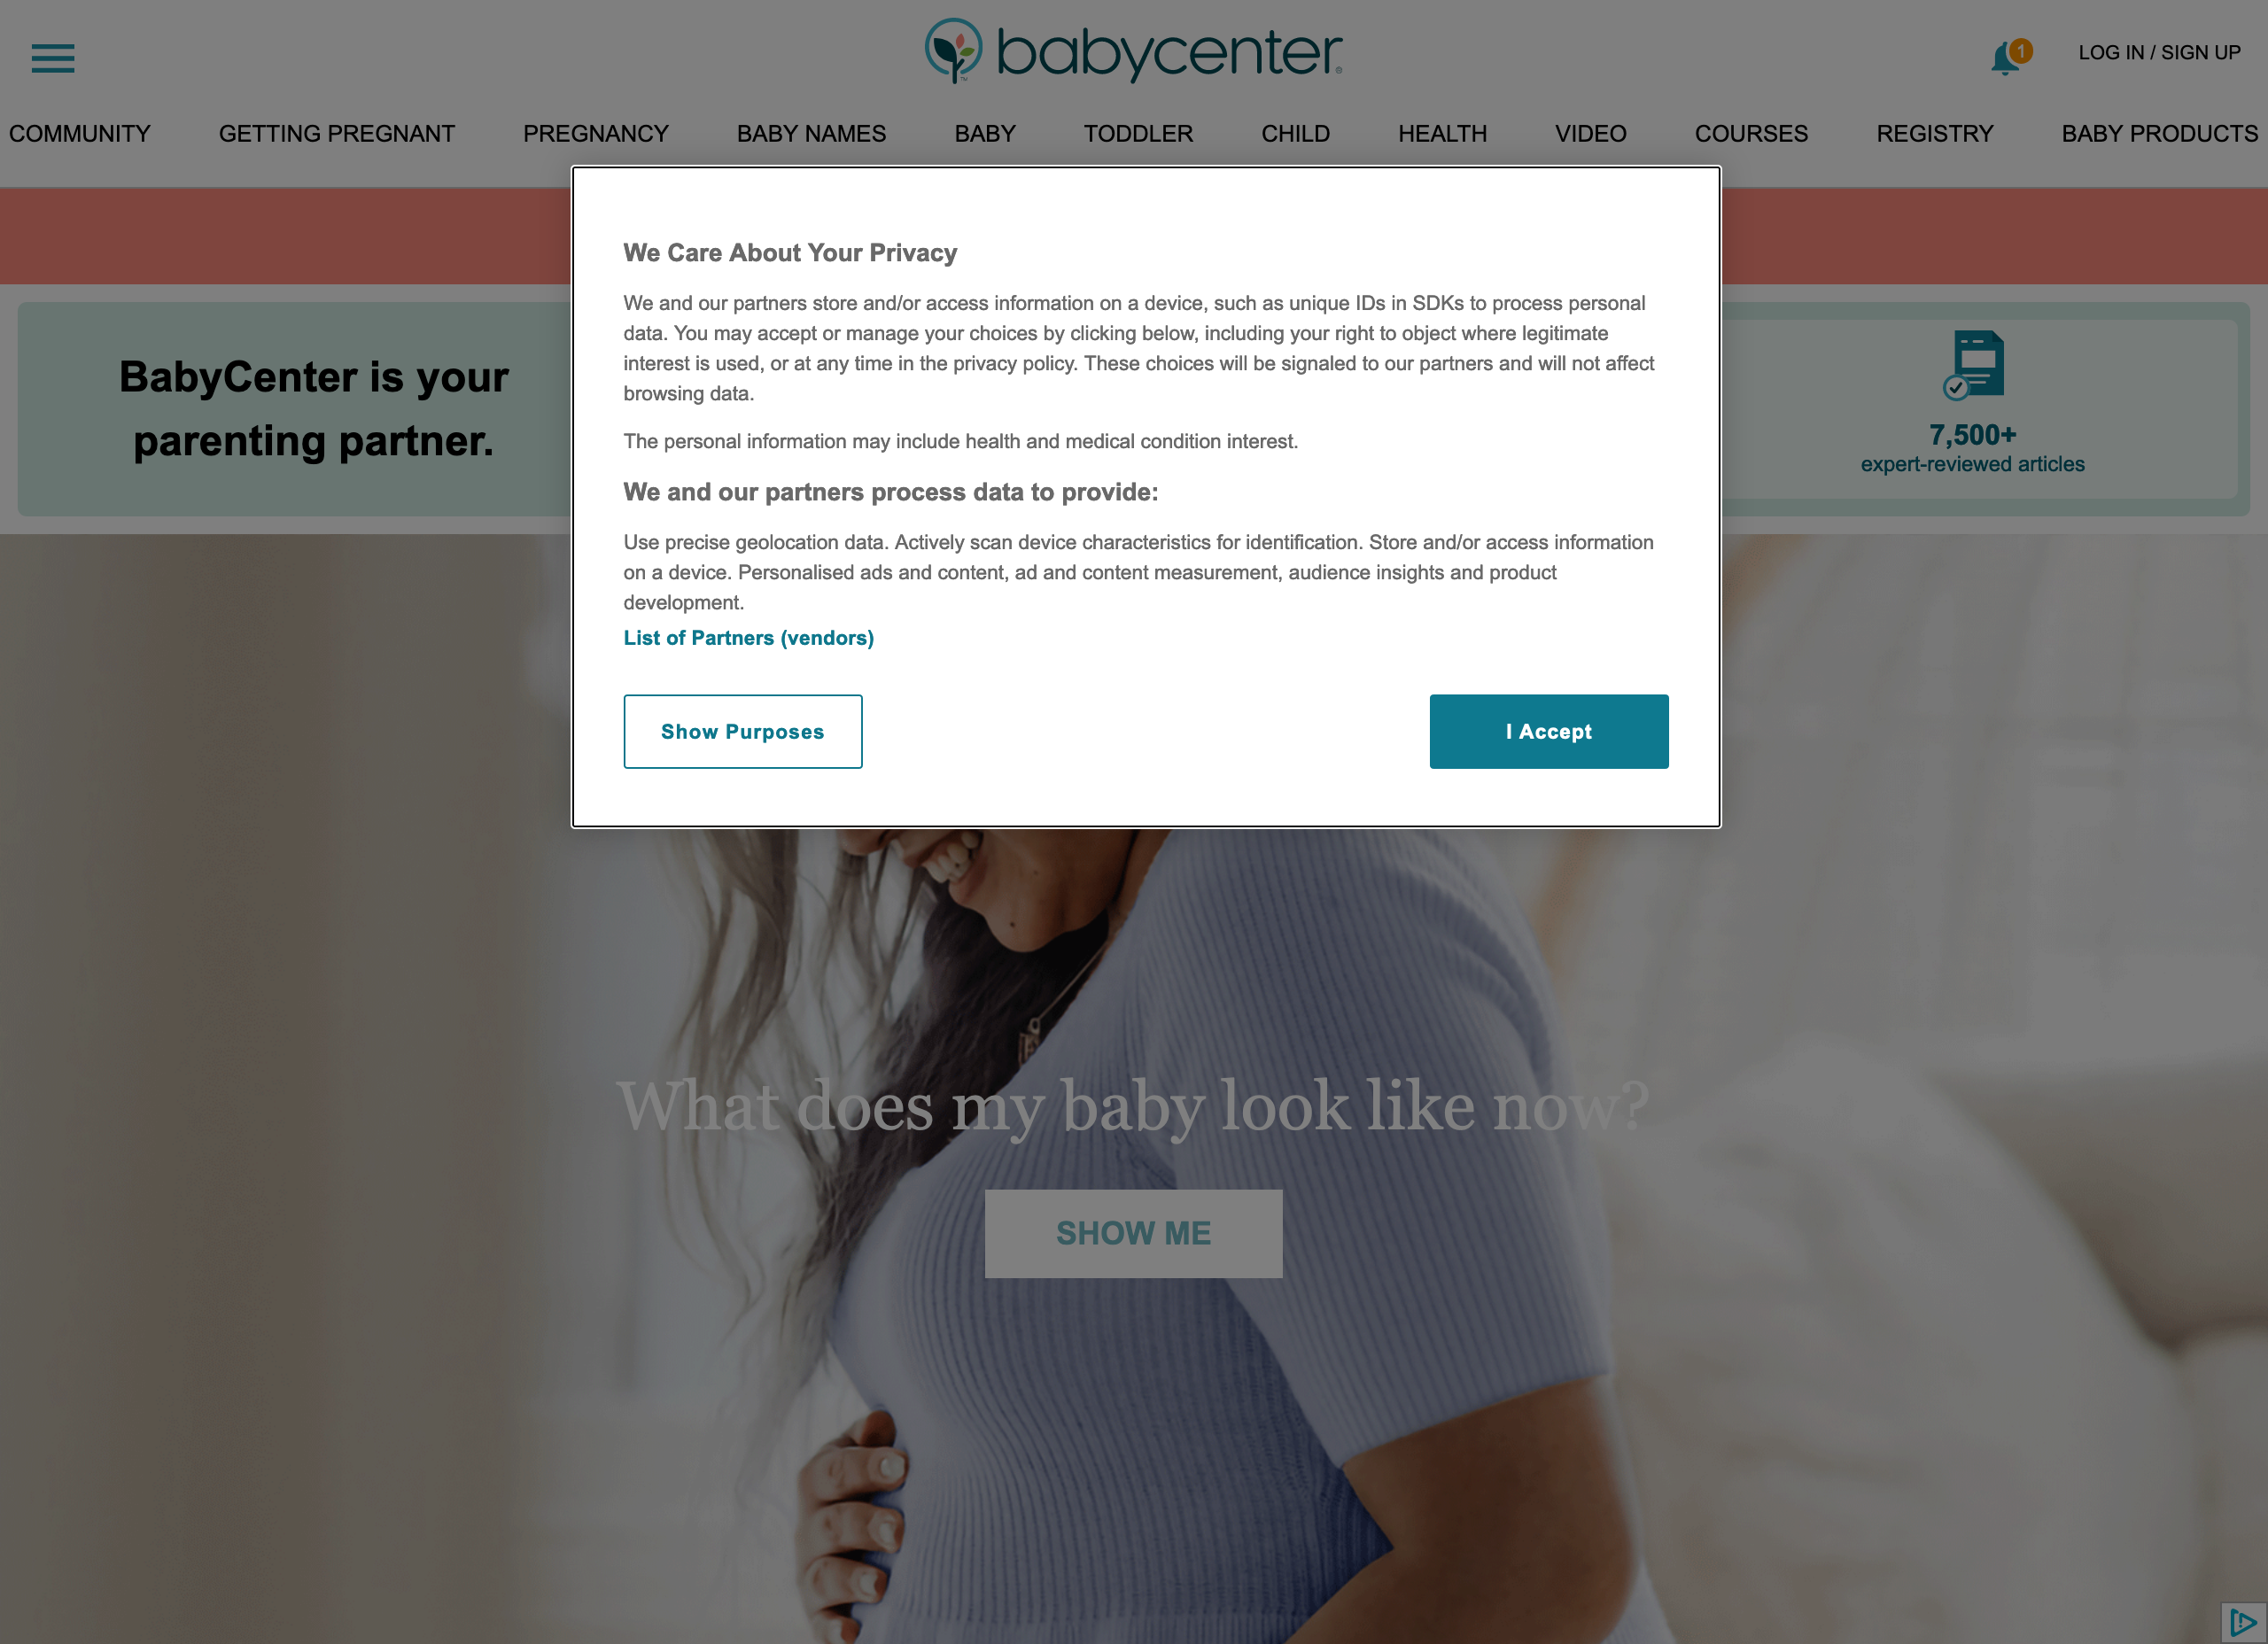 babycenter
1
LOG IN / SIGN UP
COMMUNITY GETTING PREGNANT PREGNANCY BABY NAMES BABY TODDLER CHILD HEALTH VIDEO COURSES REGISTRY BABY PRODUCTS
We Care About Your Privacy
We and our partners store and/or access information on a device, such as unique IDs in SDKs to process personal
data. You may accept or manage your choices by clicking below, including your right to object where legitimate
interest is used, or at any time in the privacy policy. These choices will be signaled to our partners and will not affect
browsing data.
The personal information may include health and medical condition interest.
We and our partners process data to provide:
Use precise geolocation data. Actively scan device characteristics for identification. Store and/or access information
on a device. Personalised ads and content, ad and content measurement, audience insights and product
development.
List of Partners (vendors)
Show Purposes
I Accept
BabyCenter is your
parenting partner.
7,500+
expert-reviewed articles
What does my baby look like now?
SHOW ME